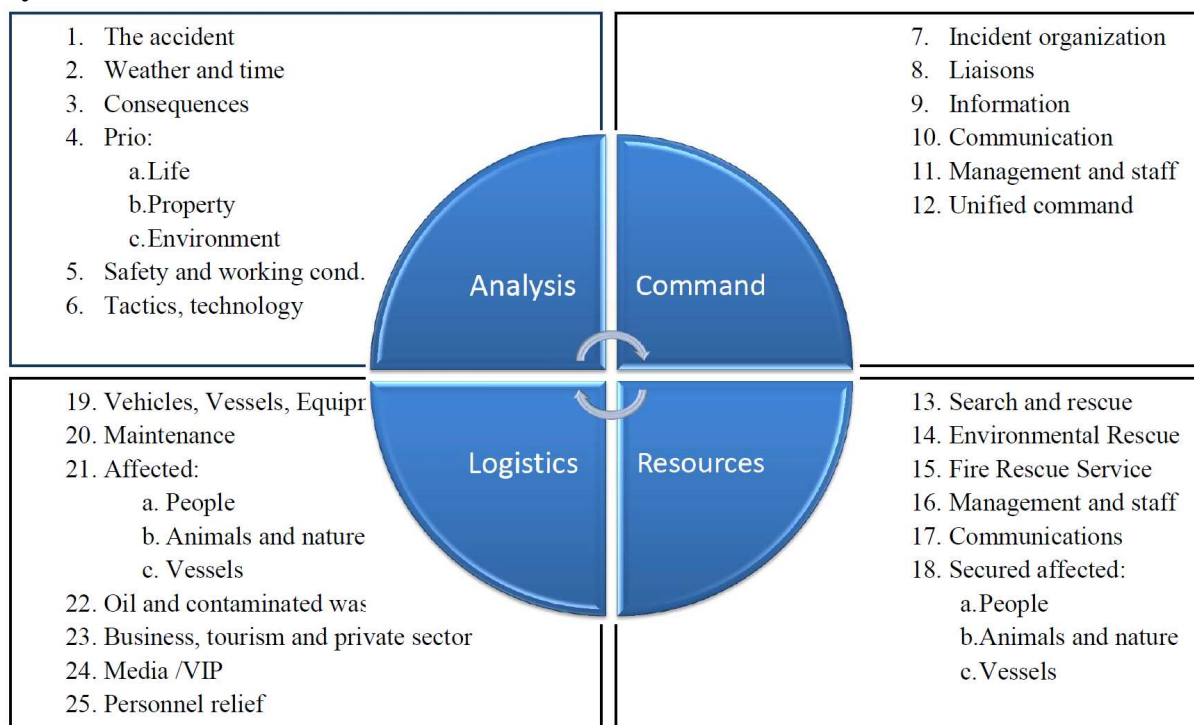 1. The accident
2. Weather and time
3. Consequences
4. Prio:
a.Life
b.Property
c.Environment
5. Safety and working cond.
6. Tactics, technology
7. Incident organization
8. Liaisons
9. Information
10. Communication
11. Management and staff
12. Unified command
Analysis
Command
Logistics
Resources
19. Vehicles, Vessels,
20. Maintenance
21. Affected:
a. People
b. Animals and nature
c. Vessels
22. Oil and contaminated
23. Business, tourism and private sector
24. Media /VIP
25. Personnel relief
13. Search and rescue
14. Environmental Rescue
15. Fire Rescue Service
16. Management and staff
17. Communications
18. Secured affected:
a.People
b.Animals and nature
c.Vessels